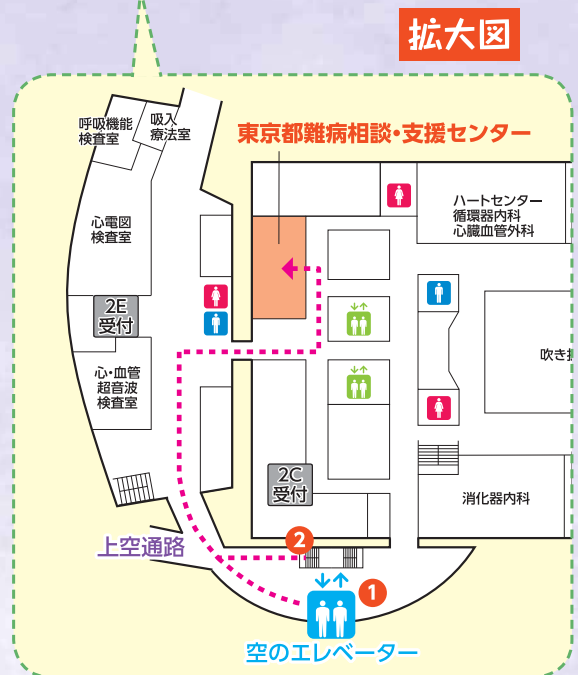 拡大図
呼吸機能
検査室
吸入
療法室
東京都難病相談・支援センター
ハートセンター
循環器内科
心臓血管外科
心電図
検査室
2E
受付
心・血管
超音波
検査室
吹き
2C
受付
消化器内科
上空通路
2
1
空のエレベーター